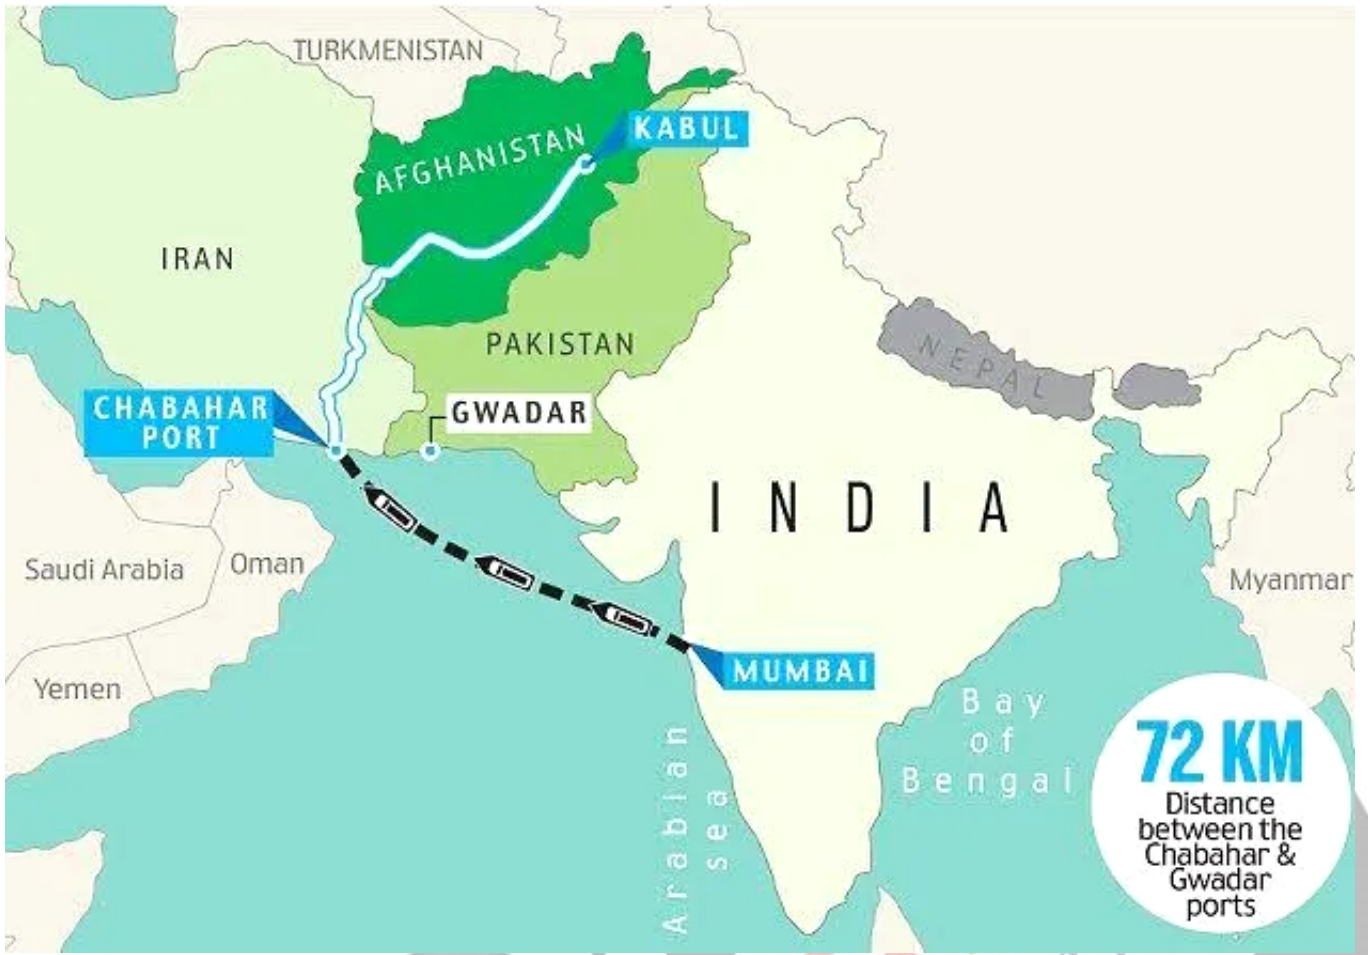 TURKMENISTAN
KABUL
AFGHANISTAN
IRAN
PAKISTAN
NEPAL
CHABAHAR
PORT
GWADAR
INDIA
Saudi Arabia
Oman
Myanmar
Yemen
MUMBAI
Arabian
sea
Bay
of
Bengal
72 KM
Distance
between the
Chabahar &
Gwadar
ports